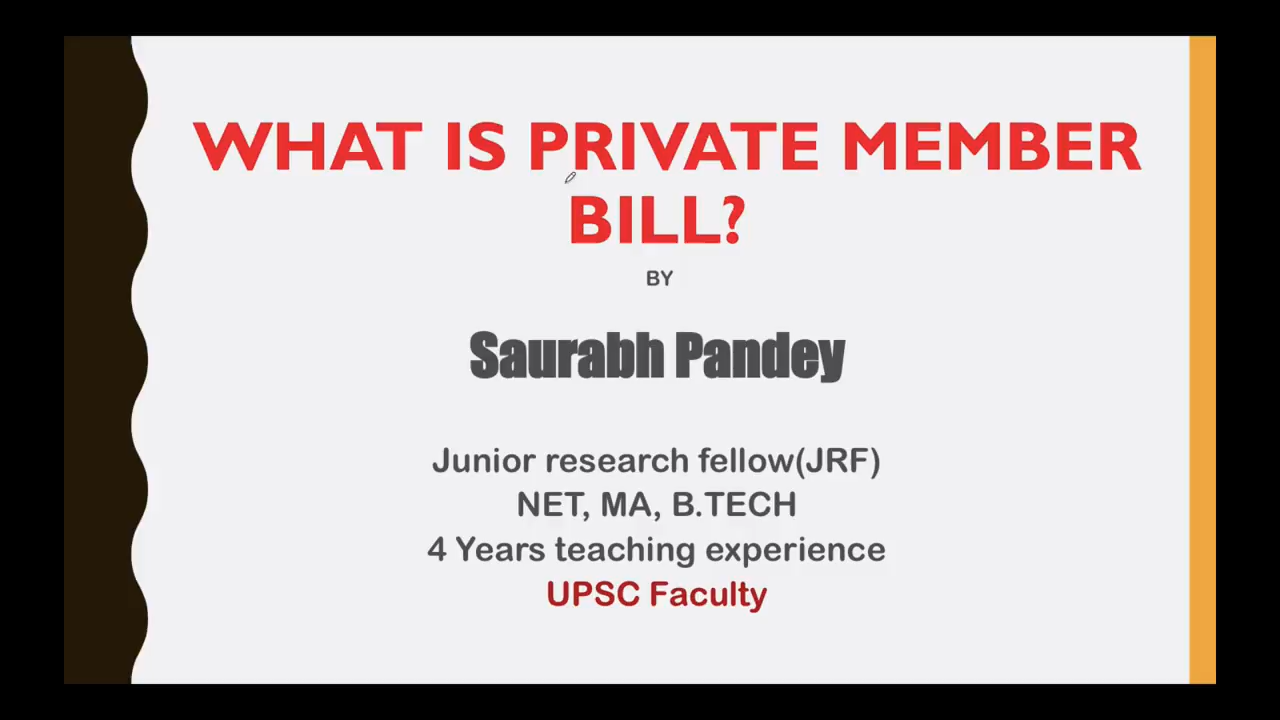 WHAT IS PRIVATE MEMBER
BILL?
BY
Saurabh Pandey
Junior research fellow(JRF)
NET, MA, B.TECH
4 Years teaching experience
UPSC Faculty